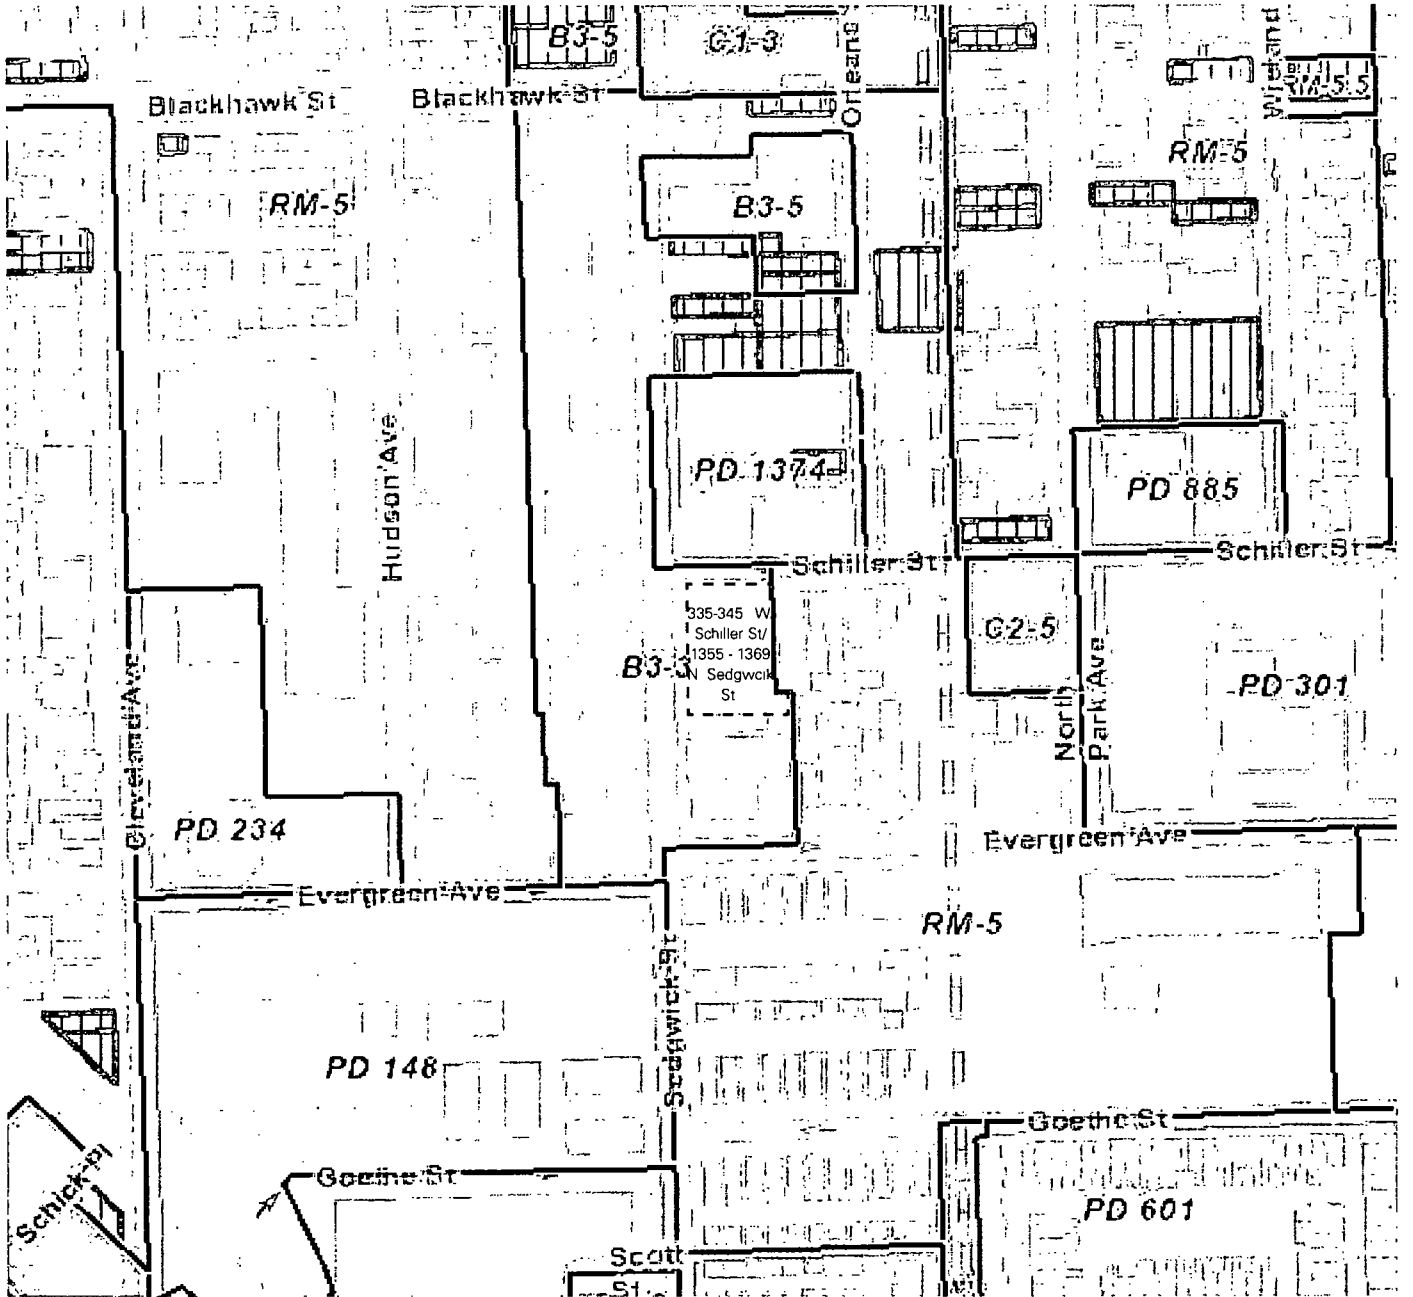 B3-5
C1-3
Orleans
Wieland
RM-5.5
Blackhawk St
Blackhawk St
RM-5
RM-5
B3-5
Hudson Ave
PD 1374
PD 885
Schiller St
Schiller St
335-345 W.
Schiller St/
1355 - 1369
N Sedgwcik
St
B3-3
C2-5
PD 301
North
Park Ave
Cleveland Ave
PD 234
Evergreen Ave
Evergreen Ave
RM-5
Sedgwick St
PD 148
Goethe St
Goethe St
Schick Pl
PD 601
Scott
St